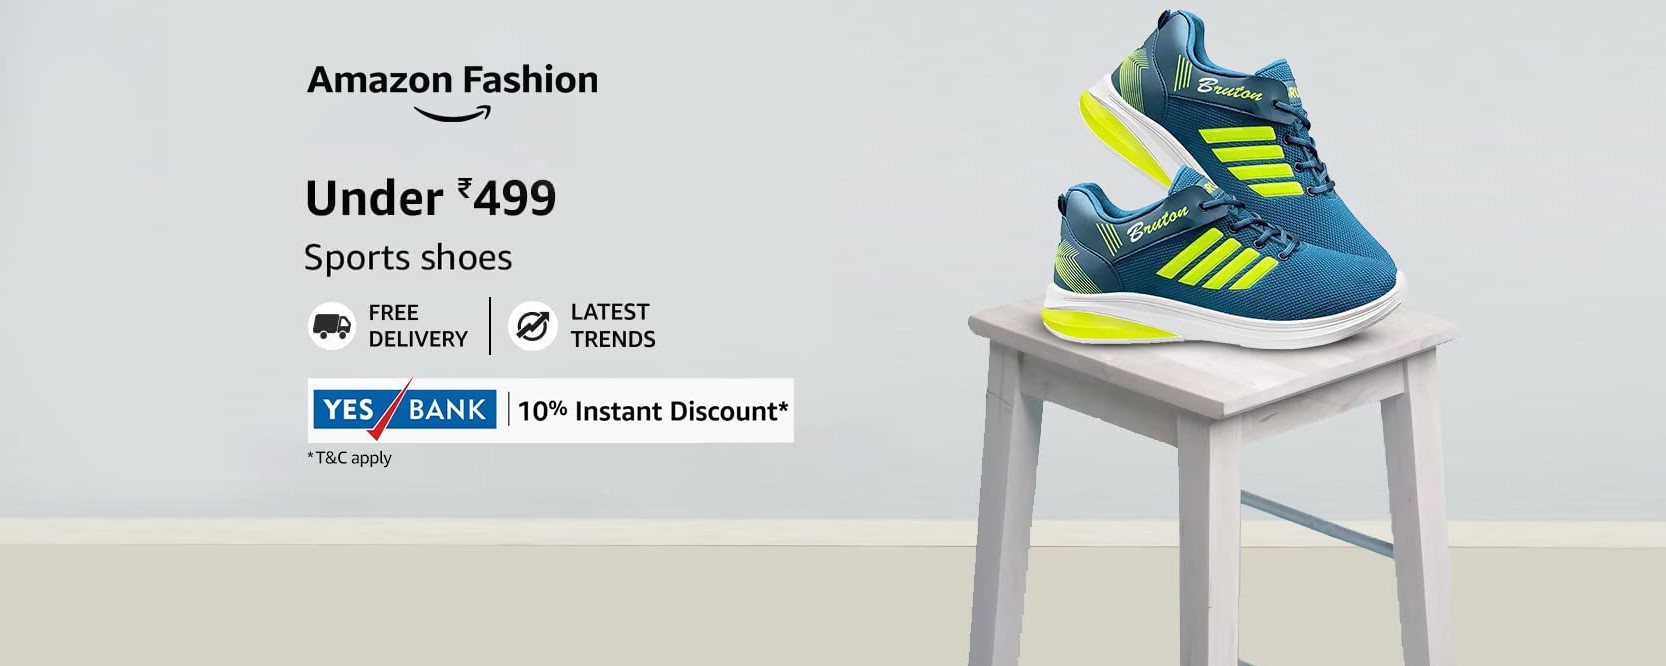 Amazon Fashion
Under ₹499
Sports shoes
FREE
DELIVERY
LATEST
TRENDS
YES BANK 10% Instant Discount*
*T&C apply
Bruton
Bruton